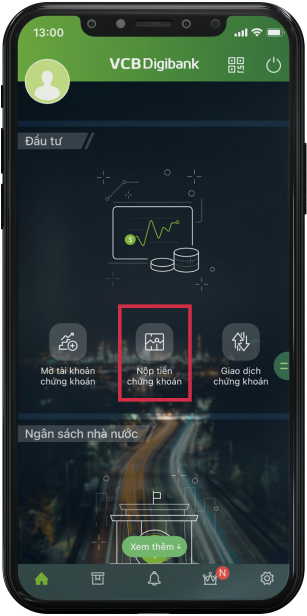 13:00
VCB Digibank
Đầu tư
$
Mở tài khoản
chứng khoán
Nộp tiền
chứng khoán
Giao dịch
chứng khoán
Ngân sách nhà nước
Xem thêm ↓
N